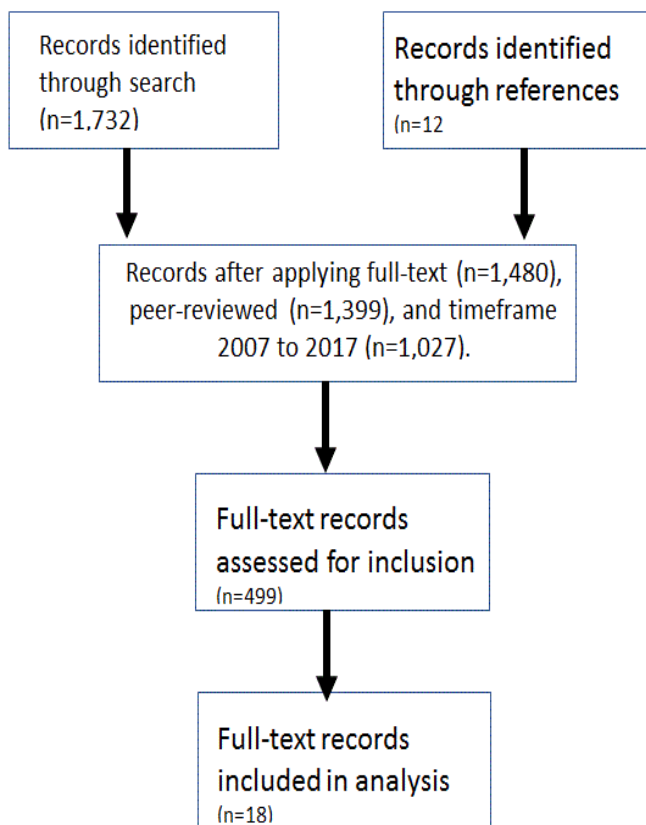 Records identified
through search
(n=1,732)
Records identified
through references
(n=12
Records after applying full-text (n=1,480),
peer-reviewed (n=1,399), and timeframe
2007 to 2017 (n=1,027).
Full-text records
assessed for inclusion
(n=499)
Full-text records
included in analysis
(n=18)